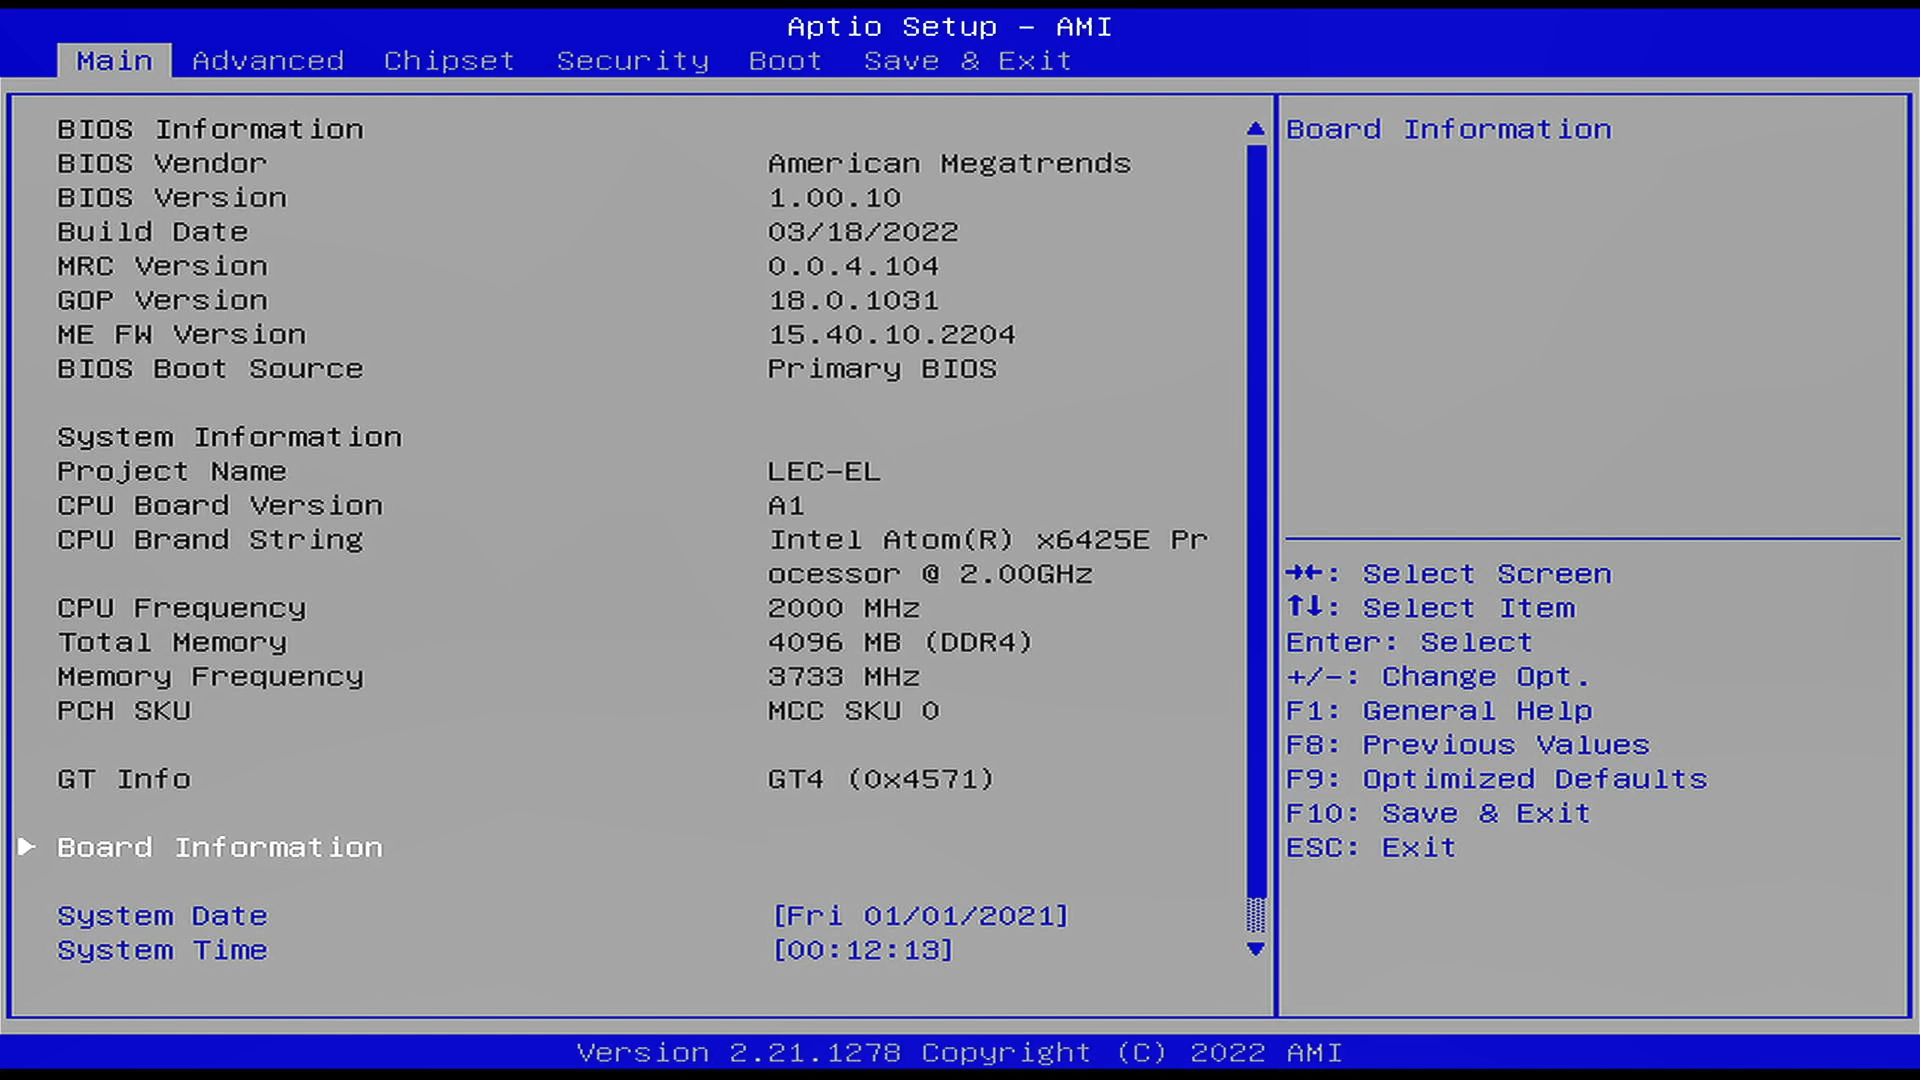 Aptio Setup - AMI
Main Advanced Chipset Security Boot Save & Exit
BIOS Information
BIOS Vendor American Megatrends
BIOS Version 1.00.10
Build Date 03/18/2022
MRC Version 0.0.4.104
GOP Version 18.0.1031
ME FW Version 15.40.10.2204
BIOS Boot Source Primary BIOS
System Information
Project Name LEC-EL
CPU Board Version A1
CPU Brand String Intel Atom(R) x6425E Pr
ocessor @ 2.00GHz
CPU Frequency 2000 MHz
Total Memory 4096 MB (DDR4)
Memory Frequency 3733 MHz
PCH SKU MCC SKU 0
GT Info GT4 (0x4571)
Board Information
System Date [Fri 01/01/2021]
System Time [00:12:13]
Board Information
→←: Select Screen
↑↓: Select Item
Enter: Select
+/-: Change Opt.
F1: General Help
F8: Previous Values
F9: Optimized Defaults
F10: Save & Exit
ESC: Exit
Version 2.21.1278 Copyright (C) 2022 AMI